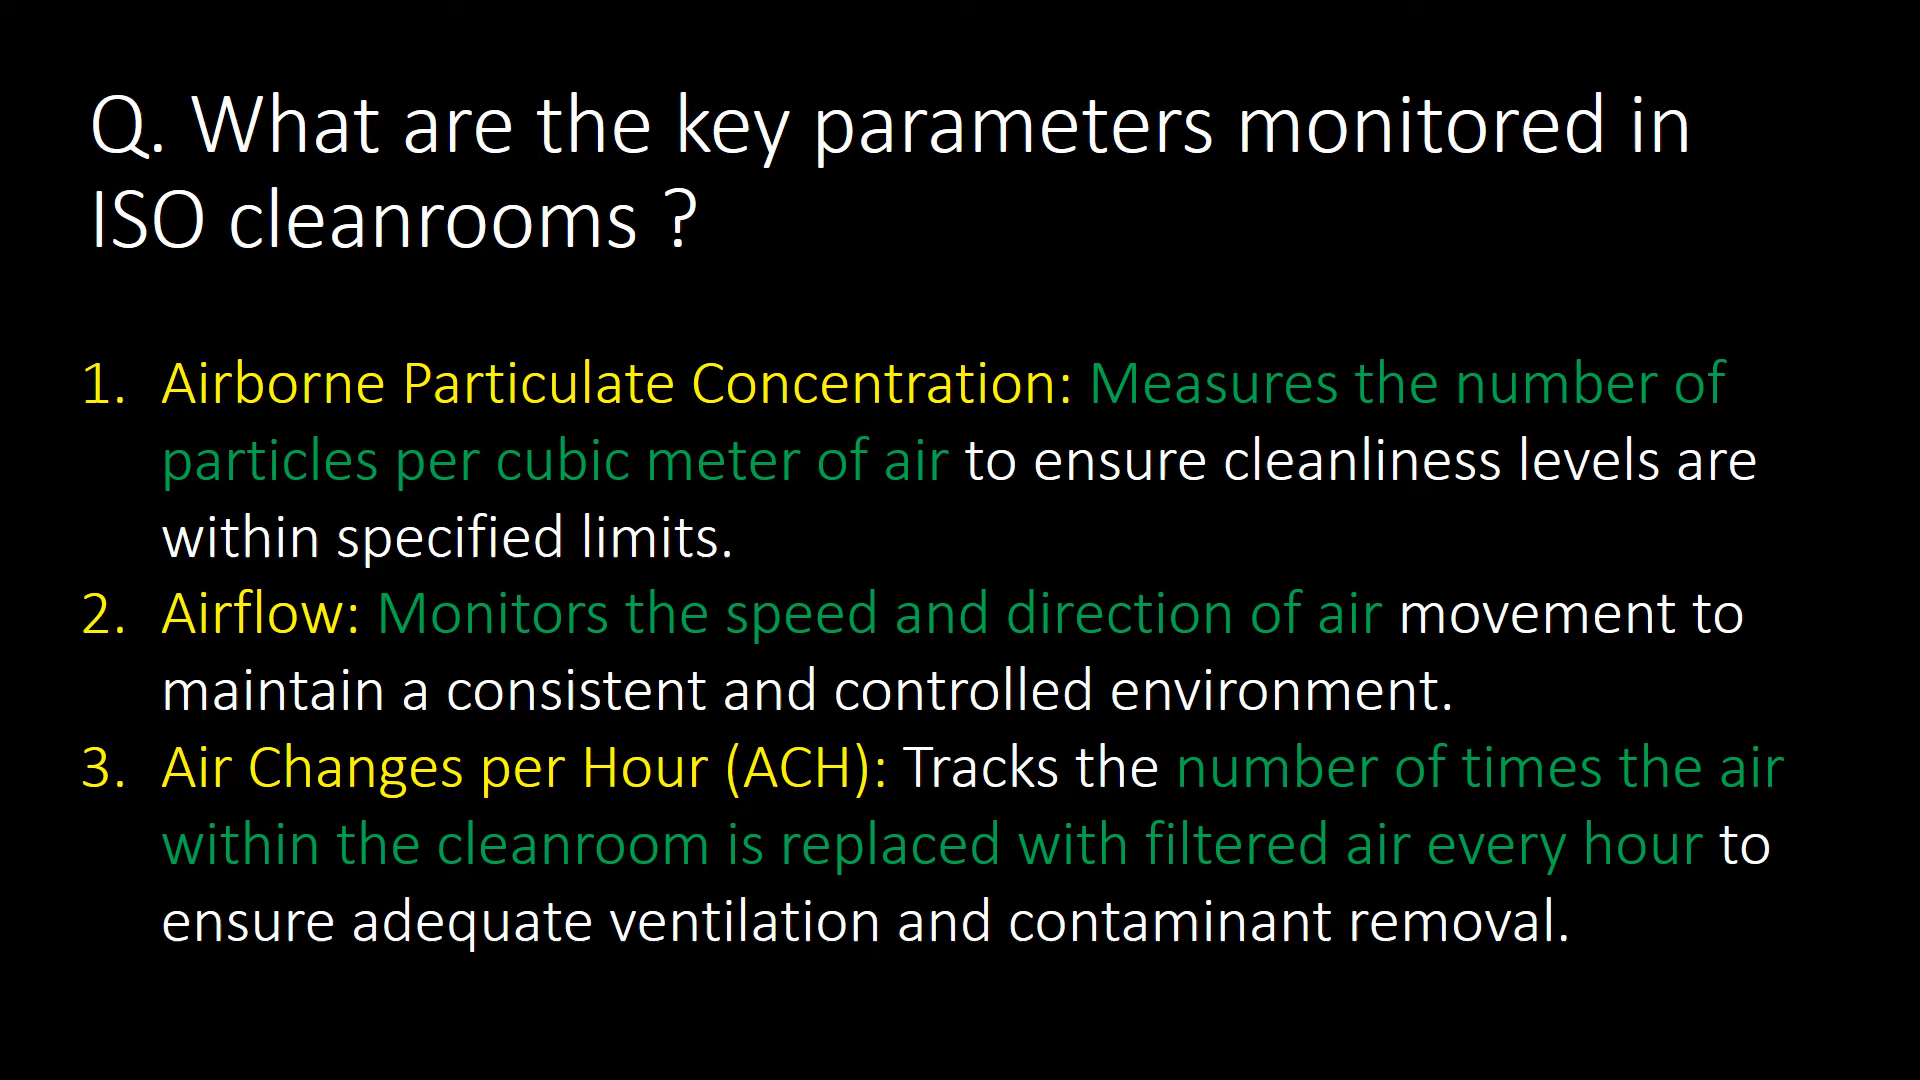 Q. What are the key parameters monitored in
ISO cleanrooms ?
1. Airborne Particulate Concentration: Measures the number of
particles per cubic meter of air to ensure cleanliness levels are
within specified limits.
2. Airflow: Monitors the speed and direction of air movement to
maintain a consistent and controlled environment.
3. Air Changes per Hour (ACH): Tracks the number of times the air
within the cleanroom is replaced with filtered air every hour to
ensure adequate ventilation and contaminant removal.